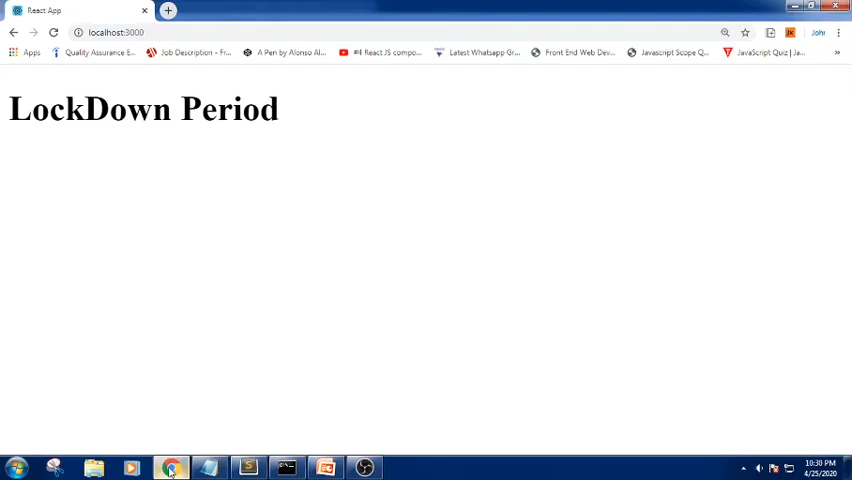 React App
localhost:3000
John
Apps
Quality Assurance E...
Job Description - Fr...
A Pen by Alonso Al...
#4 React JS compo...
Latest Whatsapp Gr...
Front End Web Dev...
Javascript Scope Q...
JavaScript Quiz | Ja...
LockDown Period
10:30 PM
4/25/2020